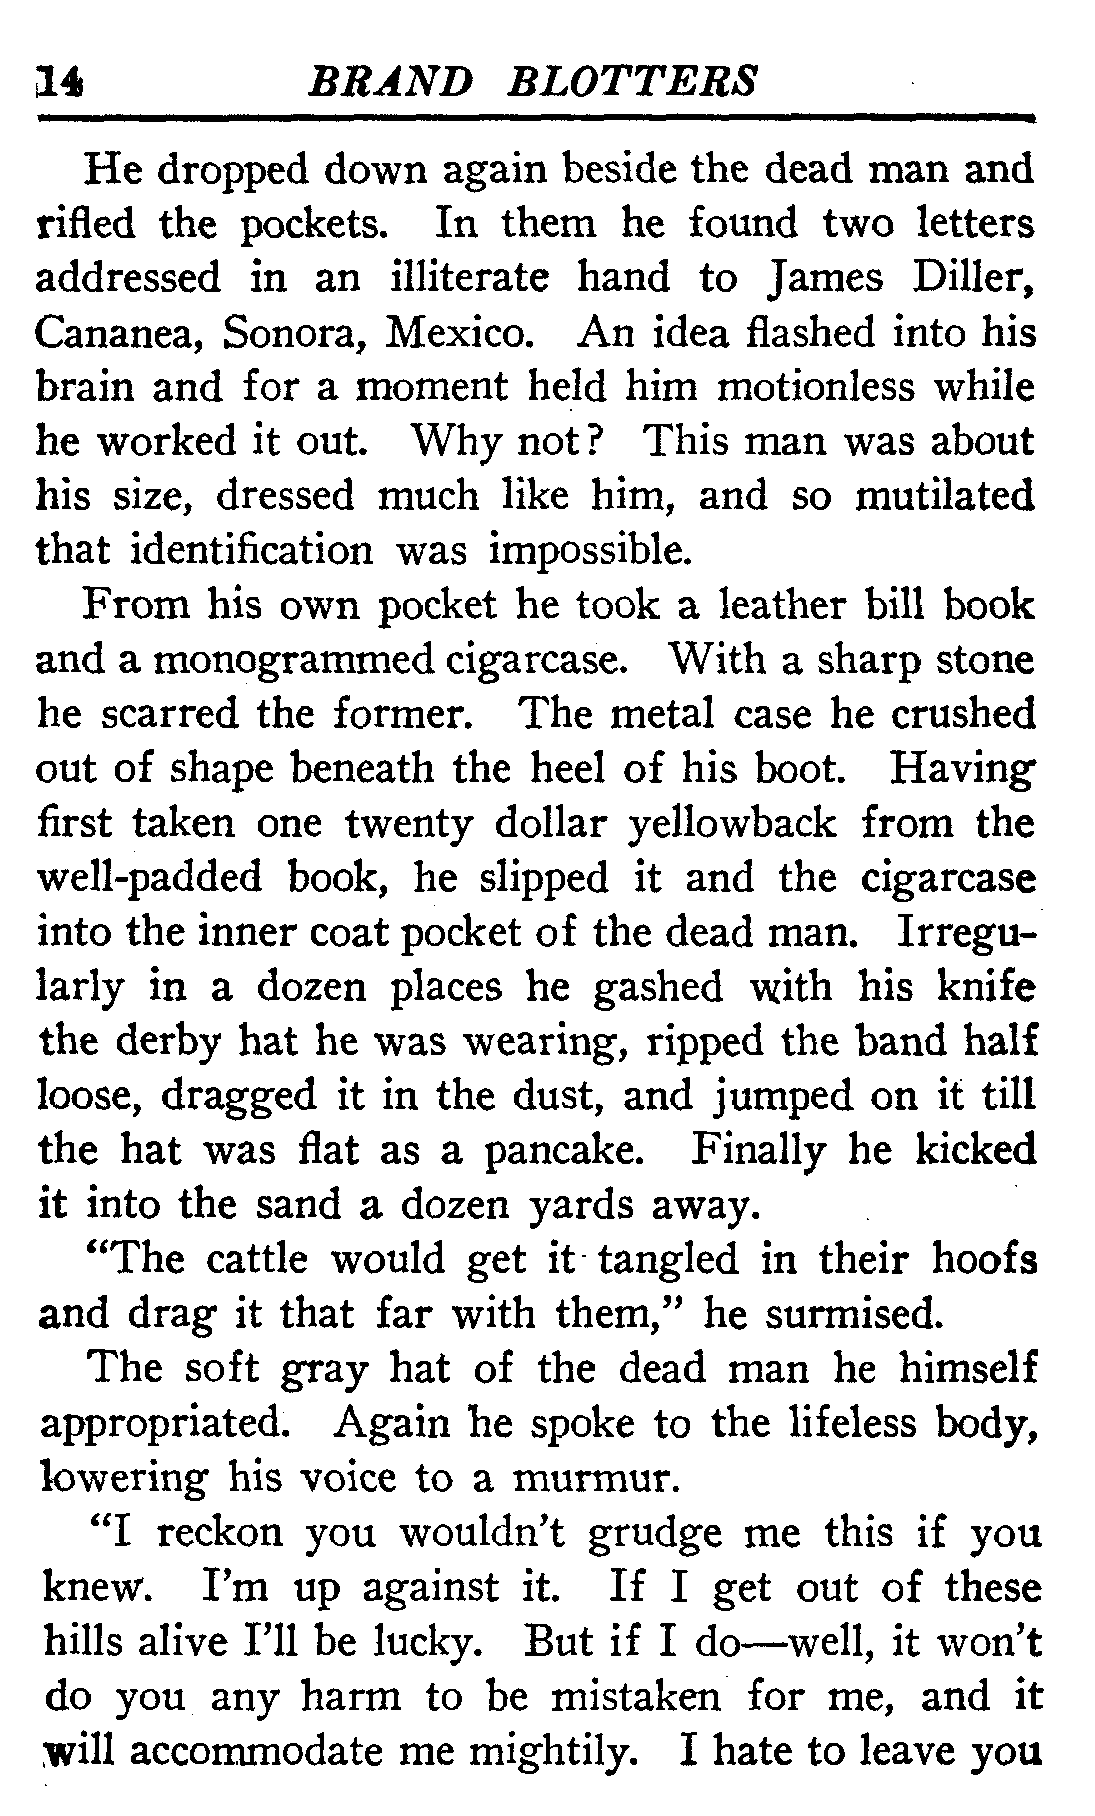 14 BRAND BLOTTERS
He dropped down again beside the dead man and
rifled the pockets. In them he found two letters
addressed in an illiterate hand to James Diller,
Cananea, Sonora, Mexico. An idea flashed into his
brain and for a moment held him motionless while
he worked it out. Why not? This man was about
his size, dressed much like him, and so mutilated
that identification was impossible.
From his own pocket he took a leather bill book
and a monogrammed cigarcase. With a sharp stone
he scarred the former. The metal case he crushed
out of shape beneath the heel of his boot. Having
first taken one twenty dollar yellowback from the
well-padded book, he slipped it and the cigarcase
into the inner coat pocket of the dead man. Irregu-
larly in a dozen places he gashed with his knife
the derby hat he was wearing, ripped the band half
loose, dragged it in the dust, and jumped on it till
the hat was flat as a pancake. Finally he kicked
it into the sand a dozen yards away.
"The cattle would get it tangled in their hoofs
and drag it that far with them," he surmised.
The soft gray hat of the dead man he himself
appropriated. Again he spoke to the lifeless body,
lowering his voice to a murmur.
"I reckon you wouldn't grudge me this if you
knew. I'm up against it. If I get out of these
hills alive I'll be lucky. But if I do—well, it won't
do you any harm to be mistaken for me, and it
will accommodate me mightily. I hate to leave you